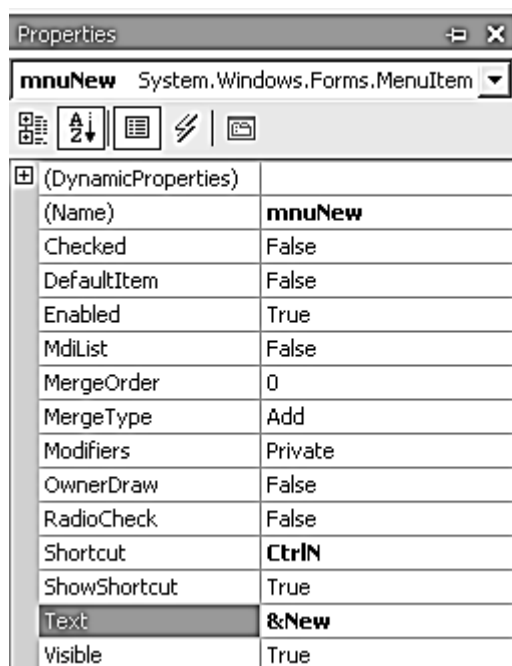 Properties
mnuNew System.Windows.Forms.MenuItem
A Z
(DynamicProperties)
(Name) mnuNew
Checked False
DefaultItem False
Enabled True
MdiList False
MergeOrder 0
MergeType Add
Modifiers Private
OwnerDraw False
RadioCheck False
Shortcut CtrlN
ShowShortcut True
Text &New
Visible True